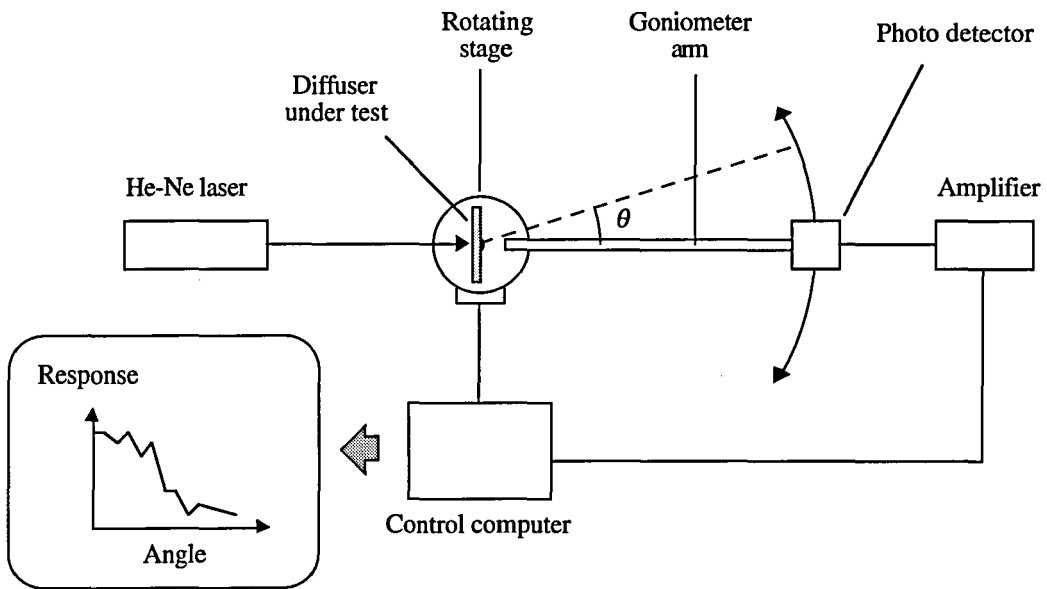 Rotating
stage
Goniometer
arm
Photo detector
Diffuser
under test
He-Ne laser
θ
Amplifier
Response
Angle
Control computer